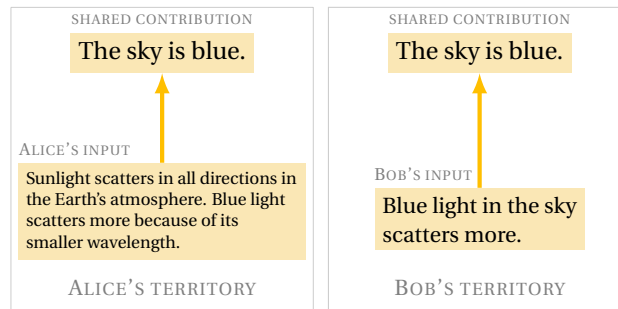 SHARED CONTRIBUTION
The sky is blue.
ALICE'S INPUT
Sunlight scatters in all directions in
the Earth's atmosphere. Blue light
scatters more because of its
smaller wavelength.
ALICE'S TERRITORY
SHARED CONTRIBUTION
The sky is blue.
BOB'S INPUT
Blue light in the sky
scatters more.
BOB'S TERRITORY